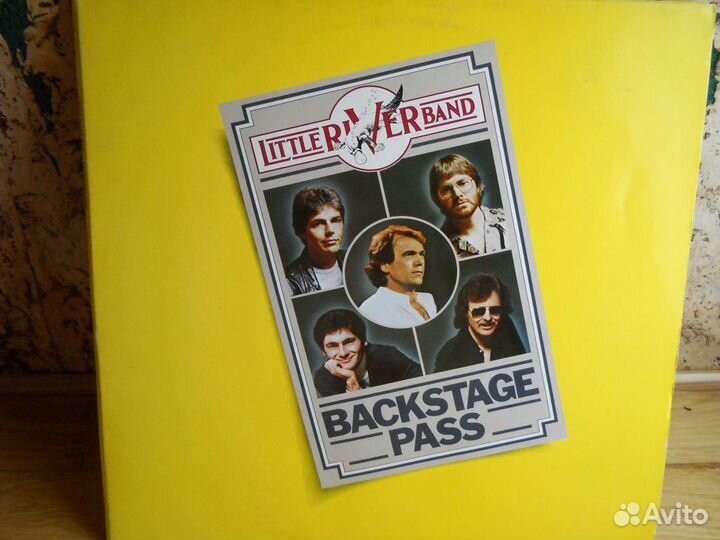 LITTLE RIVER BAND
BACKSTAGE
PASS
Avito